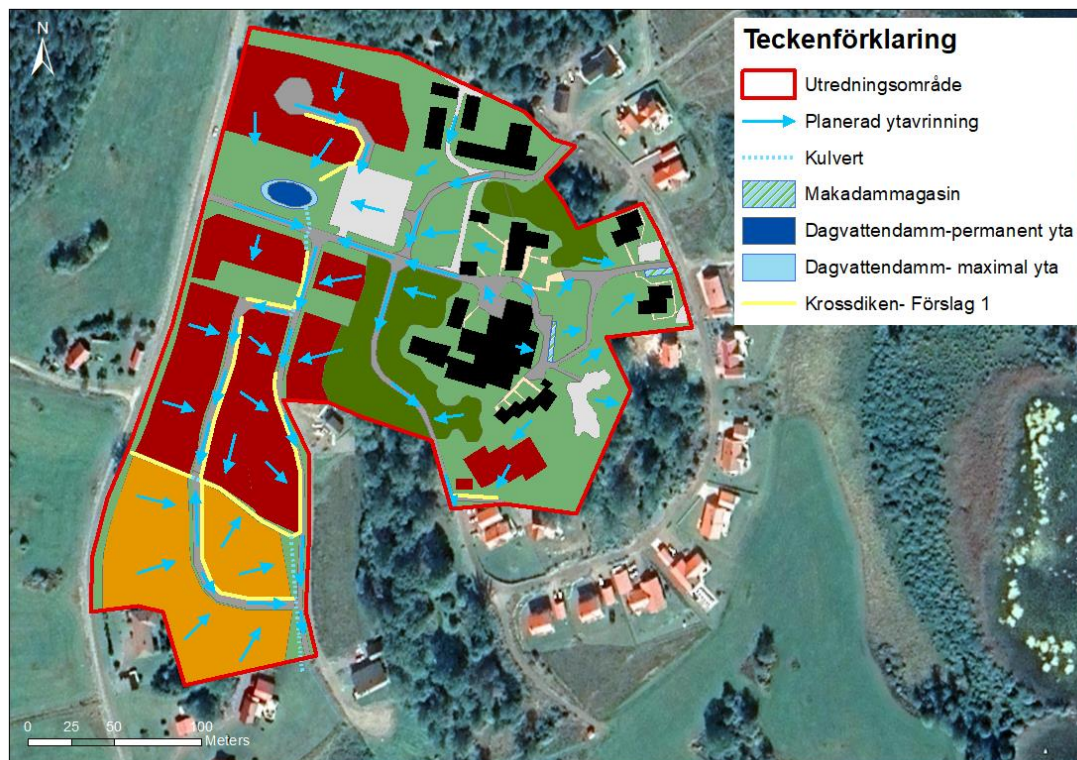 N
Teckenförklaring
Utredningsområde
Planerad ytavrinning
Kulvert
Makadammagasin
Dagvattendamm-permanent yta
Dagvattendamm- maximal yta
Krossdiken- Förslag 1
0 25 50 100
Meters